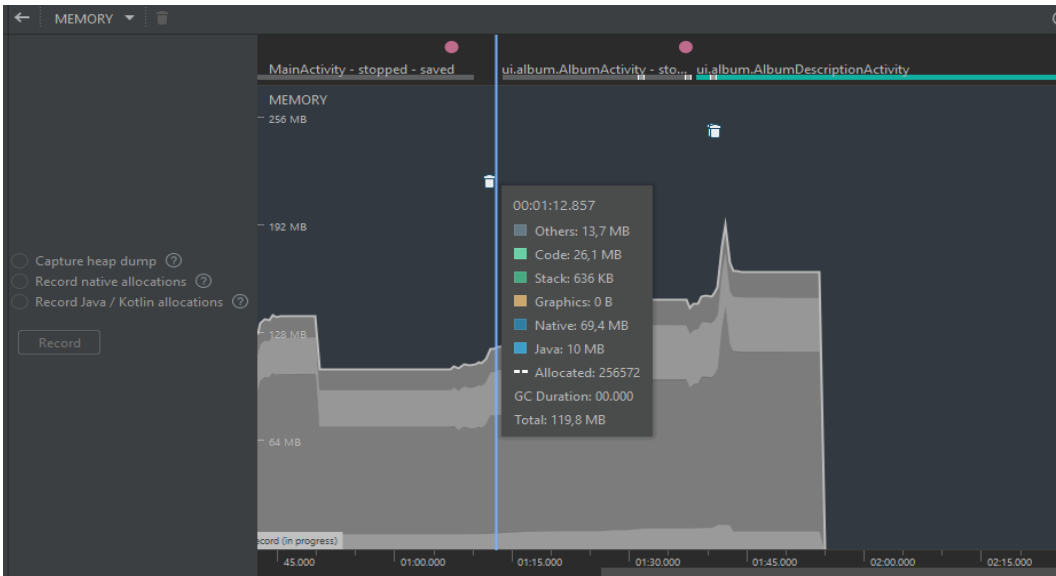 MEMORY
MainActivity - stopped - saved
ui.album.AlbumActivity - sto...
ui.album.AlbumDescriptionActivity
MEMORY
256 MB
192 MB
128 MB
64 MB
00:01:12.857
Others: 13,7 MB
Code: 26,1 MB
Stack: 636 KB
Graphics: 0 B
Native: 69,4 MB
Java: 10 MB
Allocated: 256572
GC Duration: 00.000
Total: 119,8 MB
Capture heap dump ?
Record native allocations ?
Record Java / Kotlin allocations ?
Record
ecord (in progress)
45.000
01:00.000
01:15.000
01:30.000
01:45.000
02:00.000
02:15.000